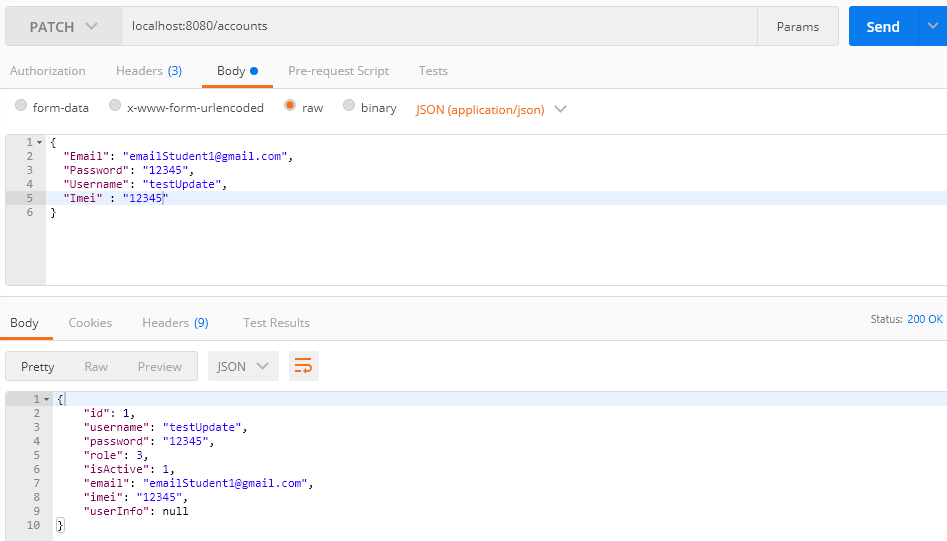 PATCH localhost:8080/accounts Params Send
Authorization Headers (3) Body Pre-request Script Tests
form-data x-www-form-urlencoded raw binary JSON (application/json)
1 {
2 "Email": "emailStudent1@gmail.com",
3 "Password": "12345",
4 "Username": "testUpdate",
5 "Imei" : "12345"
6 }
Body Cookies Headers (9) Test Results Status: 200 OK
Pretty Raw Preview JSON
1 {
2 "id": 1,
3 "username": "testUpdate",
4 "password": "12345",
5 "role": 3,
6 "isActive": 1,
7 "email": "emailStudent1@gmail.com",
8 "imei": "12345",
9 "userInfo": null
10 }